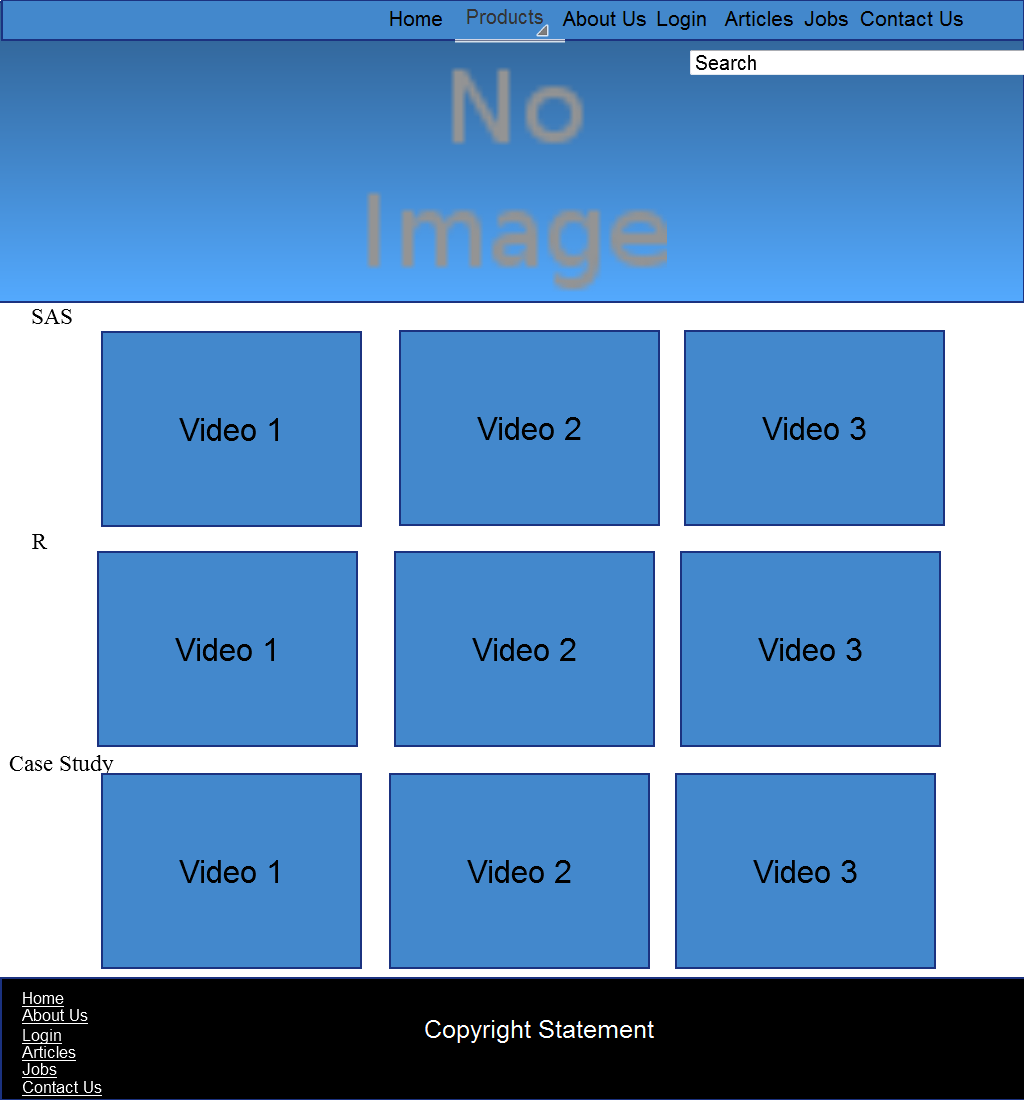 Home Products About Us Login Articles Jobs Contact Us
Search
No
Image
SAS
Video 1 Video 2 Video 3
R
Video 1 Video 2 Video 3
Case Study
Video 1 Video 2 Video 3
Home
About Us
Login
Articles
Jobs
Contact Us
Copyright Statement